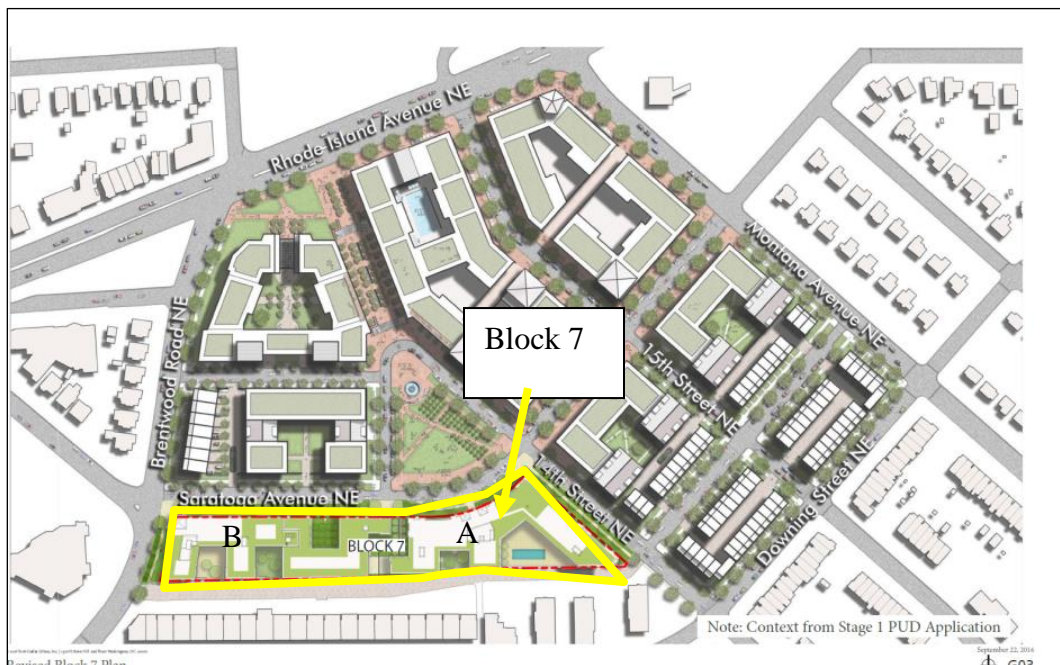 Rhode Island Avenue NE
Montana Avenue NE
Brentwood Road NE
Block 7
15th Street NE
Saratoga Avenue NE
14th Street NE
Downing Street NE
B
BLOCK 7
A
Note: Context from Stage 1 PUD Application
September 22, 2014
Revised Block 7 Plan
G03